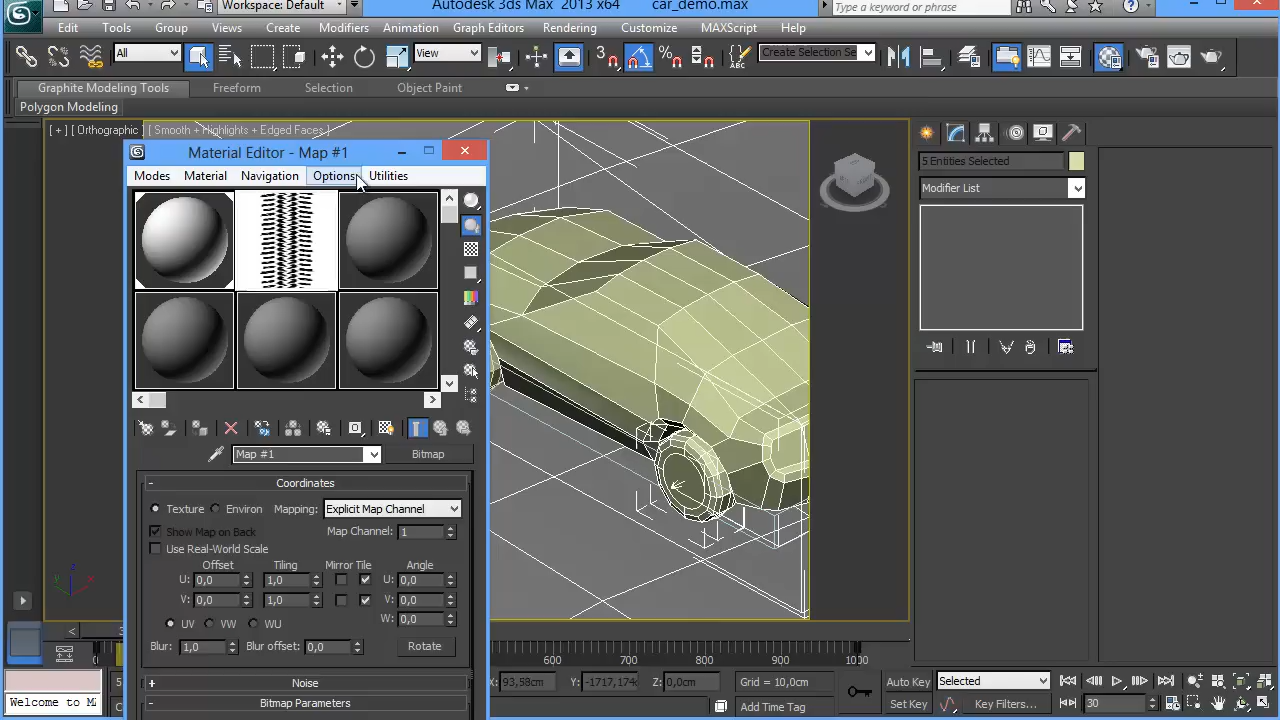 Workspace: Default
Autodesk 3ds Max 2013 x64 car_demo.max
Type a keyword or phrase
Edit Tools Group Views Create Modifiers Animation Graph Editors Rendering Customize MAXScript Help
All View 3 Create Selection Se
Graphite Modeling Tools Freeform Selection Object Paint
Polygon Modeling
[ + ] [ Orthographic ] [ Smooth + Highlights + Edged Faces ]
Material Editor - Map #1
5 Entities Selected
Modes Material Navigation Options Utilities
Modifier List
Map #1 Bitmap
- Coordinates
Texture Environ Mapping: Explicit Map Channel
Show Map on Back Map Channel: 1
Use Real-World Scale
Offset Tiling Mirror Tile Angle
U: 0,0 1,0 U: 0,0
V: 0,0 1,0 V: 0,0
W: 0,0
UV VW WU
Blur: 1,0 Blur offset: 0,0 Rotate
600 700 800 900 1000
+ Noise
X: 93,58cm Y: -1717,174 Z: 0,0cm Grid = 10,0cm Auto Key Selected
- Bitmap Parameters
Welcome to M
Add Time Tag Set Key Key Filters... 30